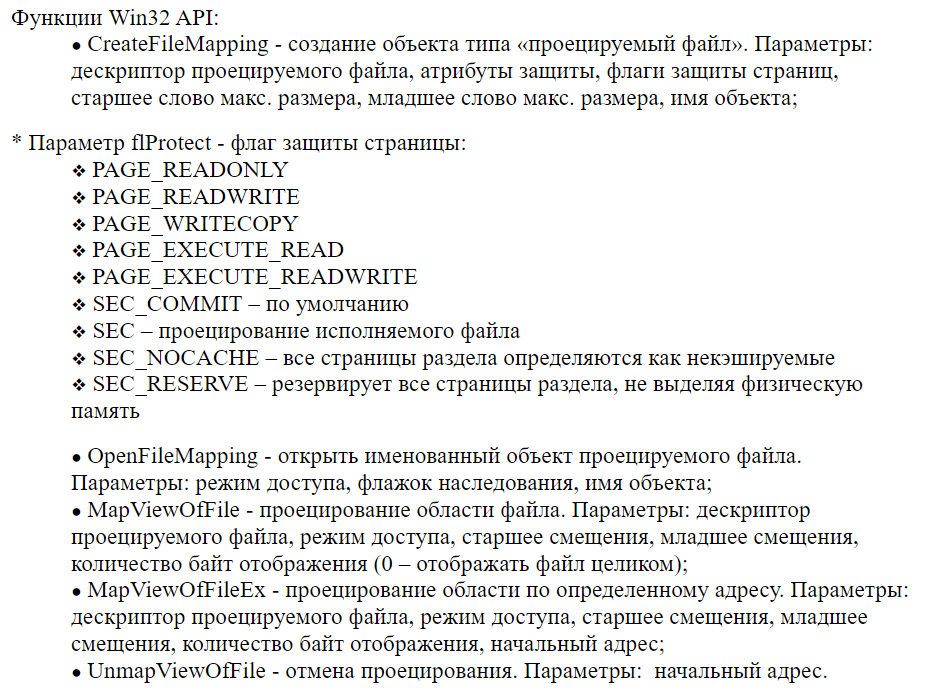 Функции Win32 API:
● CreateFileMapping - создание объекта типа «проецируемый файл». Параметры:
дескриптор проецируемого файла, атрибуты защиты, флаги защиты страниц,
старшее слово макс. размера, младшее слово макс. размера, имя объекта;
* Параметр flProtect - флаг защиты страницы:
❖ PAGE_READONLY
❖ PAGE_READWRITE
❖ PAGE_WRITECOPY
❖ PAGE_EXECUTE_READ
❖ PAGE_EXECUTE_READWRITE
❖ SEC_COMMIT – по умолчанию
❖ SEC – проецирование исполняемого файла
❖ SEC_NOCACHE – все страницы раздела определяются как некэшируемые
❖ SEC_RESERVE – резервирует все страницы раздела, не выделяя физическую
память
● OpenFileMapping - открыть именованный объект проецируемого файла.
Параметры: режим доступа, флажок наследования, имя объекта;
● MapViewOfFile - проецирование области файла. Параметры: дескриптор
проецируемого файла, режим доступа, старшее смещения, младшее смещения,
количество байт отображения (0 – отображать файл целиком);
● MapViewOfFileEx - проецирование области по определенному адресу. Параметры:
дескриптор проецируемого файла, режим доступа, старшее смещения, младшее
смещения, количество байт отображения, начальный адрес;
● UnmapViewOfFile - отмена проецирования. Параметры:  начальный адрес.